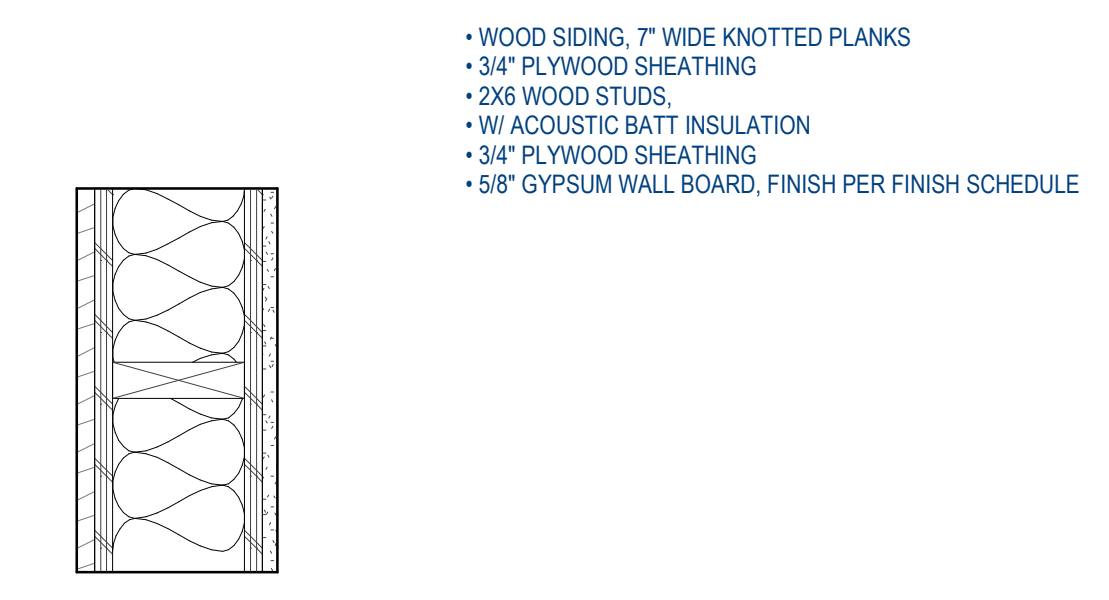 • WOOD SIDING, 7" WIDE KNOTTED PLANKS
• 3/4" PLYWOOD SHEATHING
• 2X6 WOOD STUDS,
• W/ ACOUSTIC BATT INSULATION
• 3/4" PLYWOOD SHEATHING
• 5/8" GYPSUM WALL BOARD, FINISH PER FINISH SCHEDULE